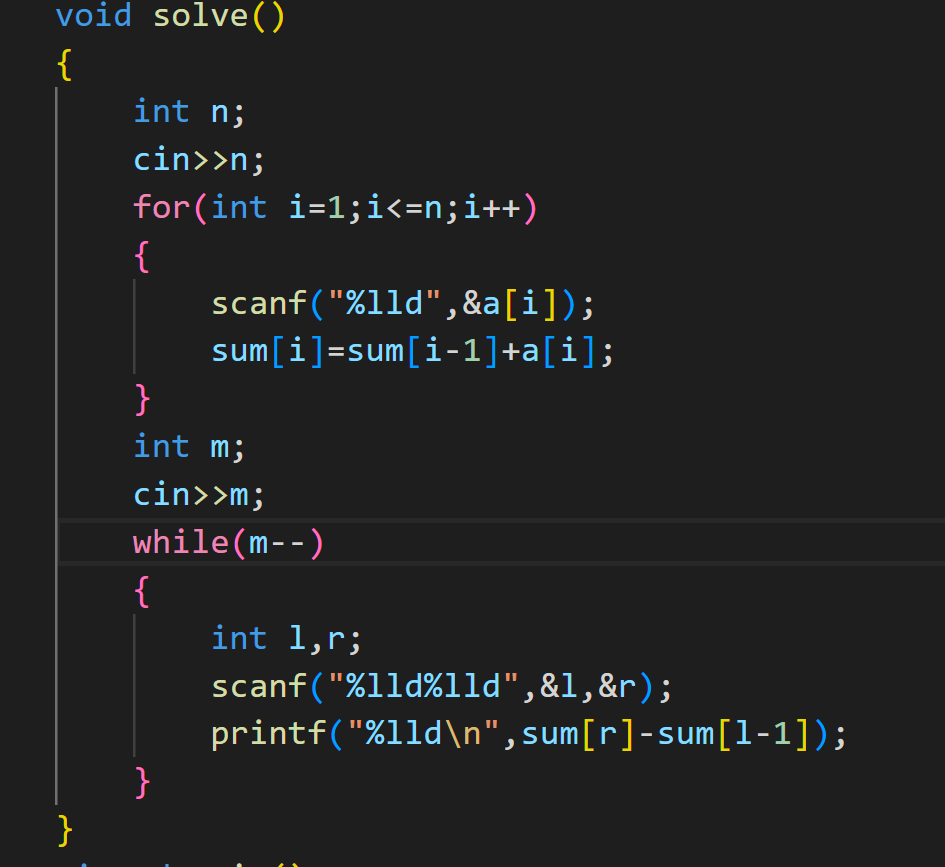 void solve()
{
int n;
cin>>n;
for(int i=1;i<=n;i++)
{
scanf("%lld",&a[i]);
sum[i]=sum[i-1]+a[i];
}
int m;
cin>>m;
while(m--)
{
int l,r;
scanf("%lld%lld",&l,&r);
printf("%lld\n",sum[r]-sum[l-1]);
}
}